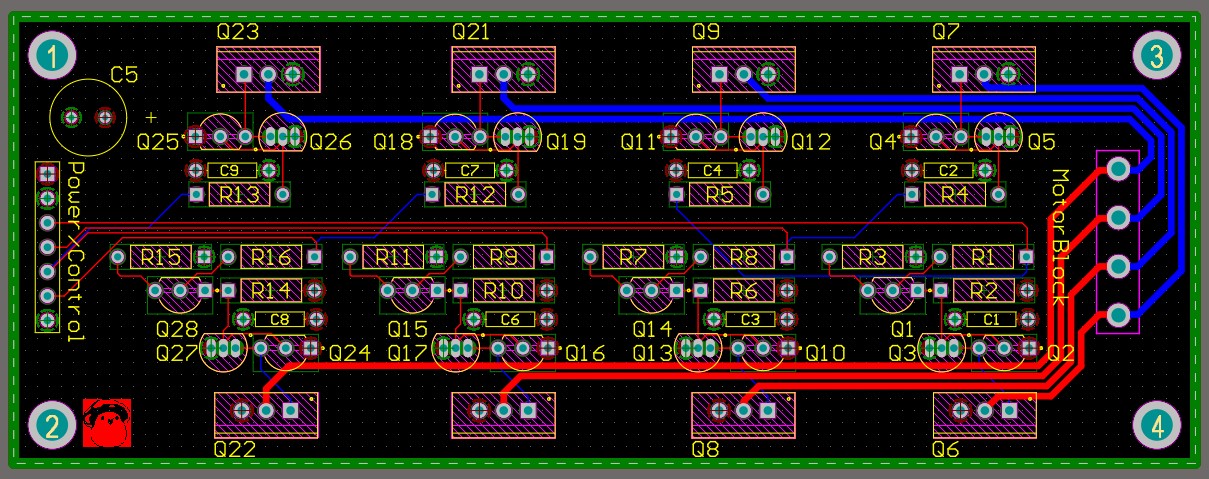 Q23 Q21 Q9 Q7
1 3
C5
+
Q25 Q26 Q18 Q19 Q11 Q12 Q4 Q5
C9 C7 C4 C2
R13 R12 R5 R4
Power/Control
MotorBlock
R15 R16 R11 R9 R7 R8 R3 R1
R14 R10 R6 R2
C8 C6 C3 C1
Q28 Q15 Q14 Q1
Q27 Q24 Q17 Q16 Q13 Q10 Q3 Q2
2 4
Q22 Q8 Q6